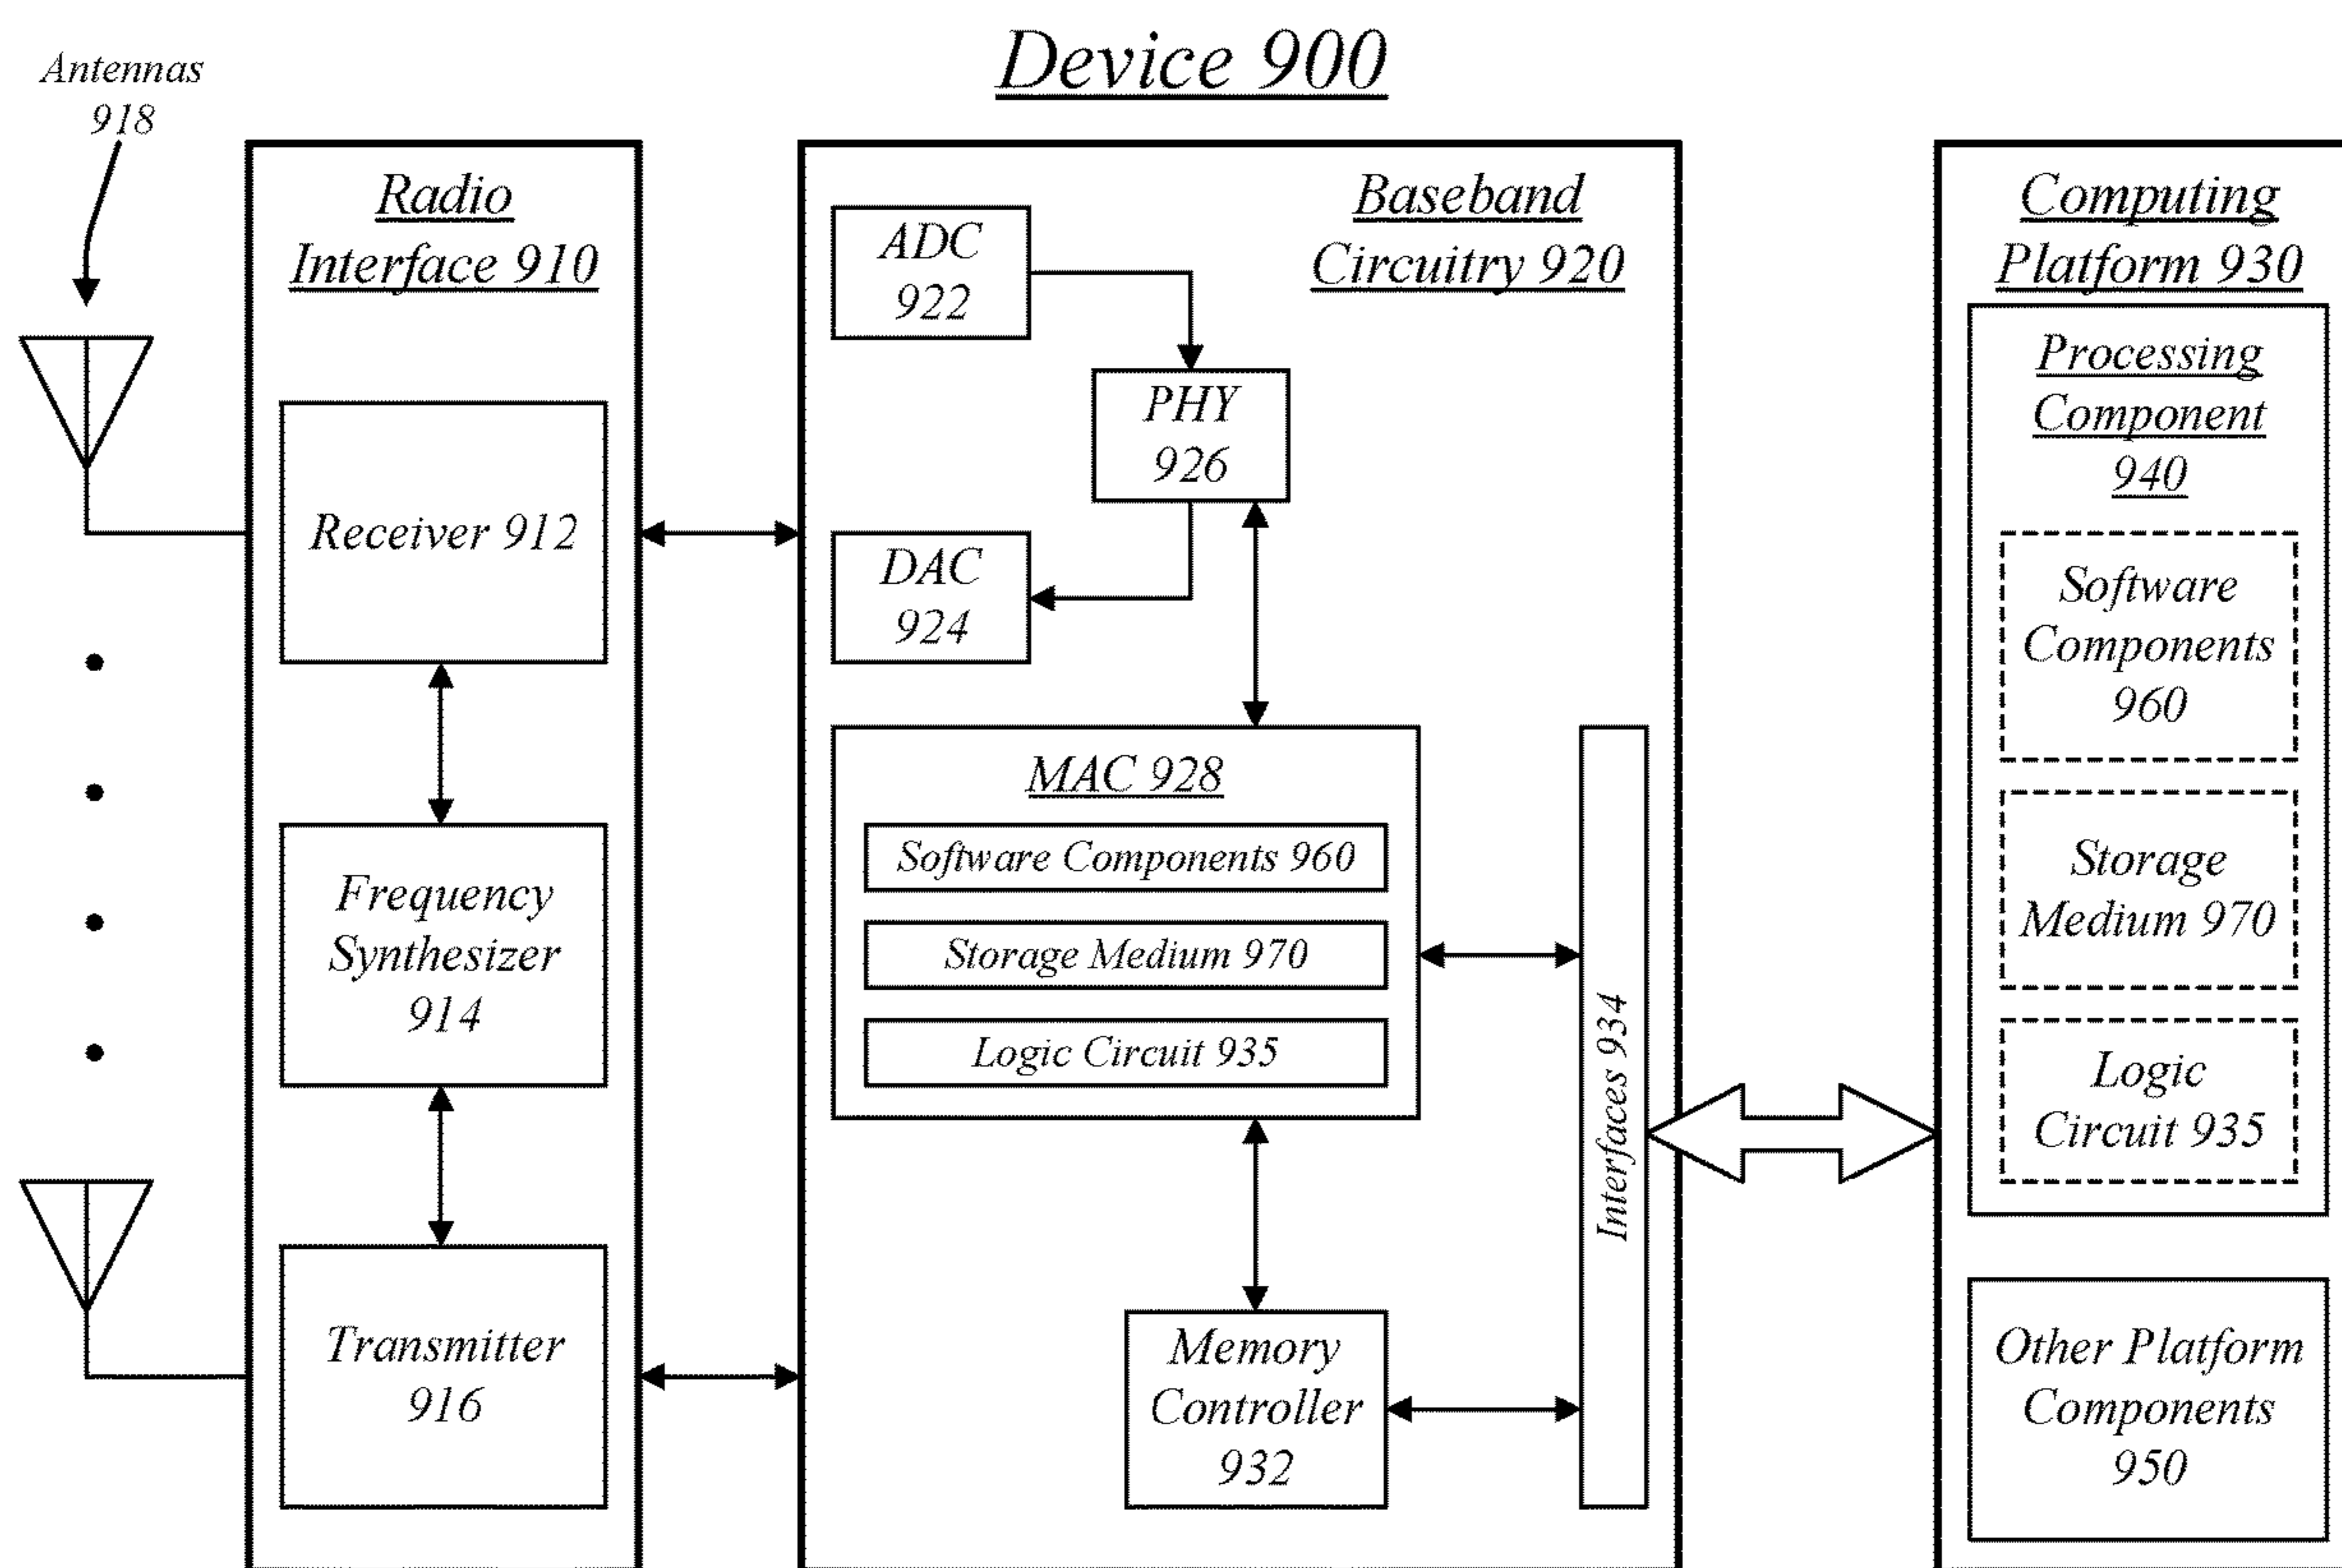 Device 900
Antennas
918
Radio
Interface 910
Receiver 912
Frequency
Synthesizer
914
Transmitter
916
Baseband
Circuitry 920
ADC
922
PHY
926
DAC
924
MAC 928
Software Components 960
Storage Medium 970
Logic Circuit 935
Interfaces 934
Memory
Controller
932
Computing
Platform 930
Processing
Component
940
Software
Components
960
Storage
Medium 970
Logic
Circuit 935
Other Platform
Components
950